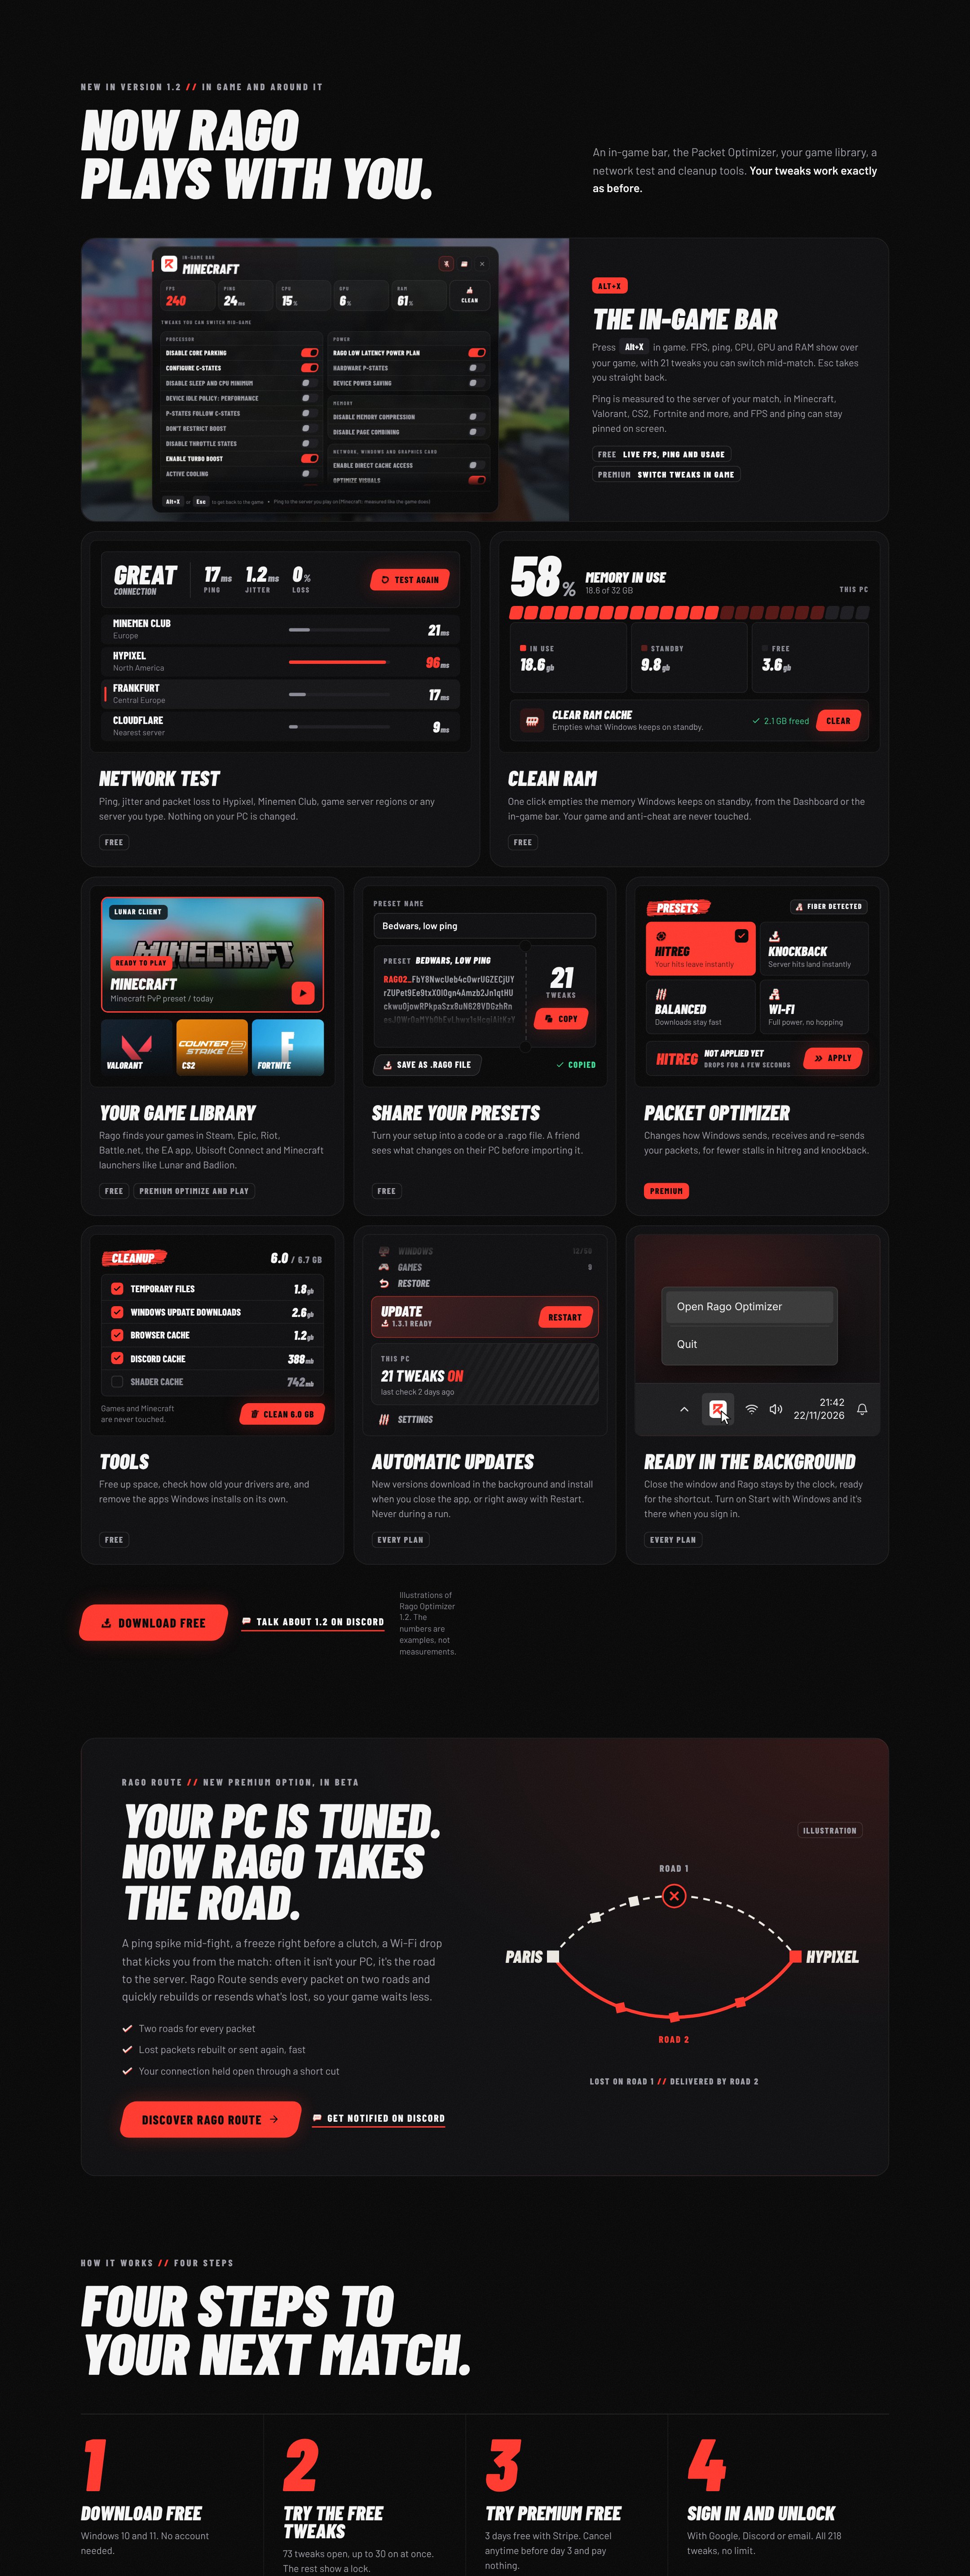 NEW IN VERSION 1.2 // IN GAME AND AROUND IT
NOW RAGO
PLAYS WITH YOU.
An in-game bar, the Packet Optimizer, your game library, a
network test and cleanup tools. Your tweaks work exactly
as before.
IN-GAME BAR
MINECRAFT
FPS
240
PING
24ms
CPU
15%
GPU
6%
RAM
61%
CLEAN
TWEAKS YOU CAN SWITCH MID-GAME
PROCESSOR
DISABLE CORE PARKING
CONFIGURE C-STATES
DISABLE SLEEP AND CPU MINIMUM
DEVICE IDLE POLICY: PERFORMANCE
P-STATES FOLLOW C-STATES
DON'T RESTRICT BOOST
DISABLE THROTTLE STATES
ENABLE TURBO BOOST
ACTIVE COOLING
POWER
RAGO LOW LATENCY POWER PLAN
HARDWARE P-STATES
DEVICE POWER SAVING
MEMORY
DISABLE MEMORY COMPRESSION
DISABLE PAGE COMBINING
NETWORK, WINDOWS AND GRAPHICS CARD
ENABLE DIRECT CACHE ACCESS
OPTIMIZE VISUALS
Alt+X or Esc to get back to the game • Ping to the server you play on (Minecraft: measured like the game does)
ALT+X
THE IN-GAME BAR
Press Alt+X in game. FPS, ping, CPU, GPU and RAM show over
your game, with 21 tweaks you can switch mid-match. Esc takes
you straight back.
Ping is measured to the server of your match, in Minecraft,
Valorant, CS2, Fortnite and more, and FPS and ping can stay
pinned on screen.
FREE LIVE FPS, PING AND USAGE
PREMIUM SWITCH TWEAKS IN GAME
GREAT
CONNECTION
17ms
PING
1.2ms
JITTER
0%
LOSS
TEST AGAIN
MINEMEN CLUB
Europe
21ms
HYPIXEL
North America
96ms
FRANKFURT
Central Europe
17ms
CLOUDFLARE
Nearest server
9ms
NETWORK TEST
Ping, jitter and packet loss to Hypixel, Minemen Club, game server regions or any
server you type. Nothing on your PC is changed.
FREE
58%
MEMORY IN USE
18.6 of 32 GB
THIS PC
IN USE
18.6gb
STANDBY
9.8gb
FREE
3.6gb
CLEAR RAM CACHE
Empties what Windows keeps on standby.
2.1 GB freed
CLEAR
CLEAN RAM
One click empties the memory Windows keeps on standby, from the Dashboard or the
in-game bar. Your game and anti-cheat are never touched.
FREE
LUNAR CLIENT
MINECRAFT
READY TO PLAY
MINECRAFT
Minecraft PvP preset / today
VALORANT
COUNTER STRIKE 2
CS2
F
FORTNITE
YOUR GAME LIBRARY
Rago finds your games in Steam, Epic, Riot,
Battle.net, the EA app, Ubisoft Connect and Minecraft
launchers like Lunar and Badlion.
FREE
PREMIUM OPTIMIZE AND PLAY
PRESET NAME
Bedwars, low ping
PRESET BEDWARS, LOW PING
RAGO2_FbY8NwcUeb4cOwrUGZECjUY
rZUPet9Ee9txXOI0qn4Amzb2Jn1qtHU
ckwu0jowRPkpaSzx8uN628VDGzhRn
21
TWEAKS
COPY
SAVE AS .RAGO FILE
COPIED
SHARE YOUR PRESETS
Turn your setup into a code or a .rago file. A friend
sees what changes on their PC before importing it.
FREE
PRESETS
FIBER DETECTED
HITREG
Your hits leave instantly
KNOCKBACK
Server hits land instantly
BALANCED
Downloads stay fast
WI-FI
Full power, no hopping
HITREG
NOT APPLIED YET
DROPS FOR A FEW SECONDS
APPLY
PACKET OPTIMIZER
Changes how Windows sends, receives and re-sends
your packets, for fewer stalls in hitreg and knockback.
PREMIUM
CLEANUP
6.0 / 6.7 GB
TEMPORARY FILES
1.8gb
WINDOWS UPDATE DOWNLOADS
2.6gb
BROWSER CACHE
1.2gb
DISCORD CACHE
388mb
SHADER CACHE
742mb
Games and Minecraft
are never touched.
CLEAN 6.0 GB
TOOLS
Free up space, check how old your drivers are, and
remove the apps Windows installs on its own.
FREE
WINDOWS
GAMES
RESTORE
UPDATE
1.3.1 READY
RESTART
THIS PC
21 TWEAKS ON
last check 2 days ago
SETTINGS
AUTOMATIC UPDATES
New versions download in the background and install
when you close the app, or right away with Restart.
Never during a run.
EVERY PLAN
Open Rago Optimizer
Quit
21:42
22/11/2026
READY IN THE BACKGROUND
Close the window and Rago stays by the clock, ready
for the shortcut. Turn on Start with Windows and it's
there when you sign in.
EVERY PLAN
DOWNLOAD FREE
TALK ABOUT 1.2 ON DISCORD
Illustrations of
Rago Optimizer
1.2. The
numbers are
examples, not
measurements.
RAGO ROUTE // NEW PREMIUM OPTION, IN BETA
YOUR PC IS TUNED.
NOW RAGO TAKES
THE ROAD.
A ping spike mid-fight, a freeze right before a clutch, a Wi-Fi drop
that kicks you from the match: often it isn't your PC, it's the road
to the server. Rago Route sends every packet on two roads and
quickly rebuilds or resends what's lost, so your game waits less.
Two roads for every packet
Lost packets rebuilt or sent again, fast
Your connection held open through a short cut
DISCOVER RAGO ROUTE
GET NOTIFIED ON DISCORD
ILLUSTRATION
ROAD 1
PARIS
HYPIXEL
ROAD 2
LOST ON ROAD 1 // DELIVERED BY ROAD 2
HOW IT WORKS // FOUR STEPS
FOUR STEPS TO
YOUR NEXT MATCH.
1
DOWNLOAD FREE
Windows 10 and 11. No account
needed.
2
TRY THE FREE
TWEAKS
73 tweaks open, up to 30 on at once.
The rest show a lock.
3
TRY PREMIUM FREE
3 days free with Stripe. Cancel
anytime before day 3 and pay
nothing.
4
SIGN IN AND UNLOCK
With Google, Discord or email. All 218
tweaks, no limit.